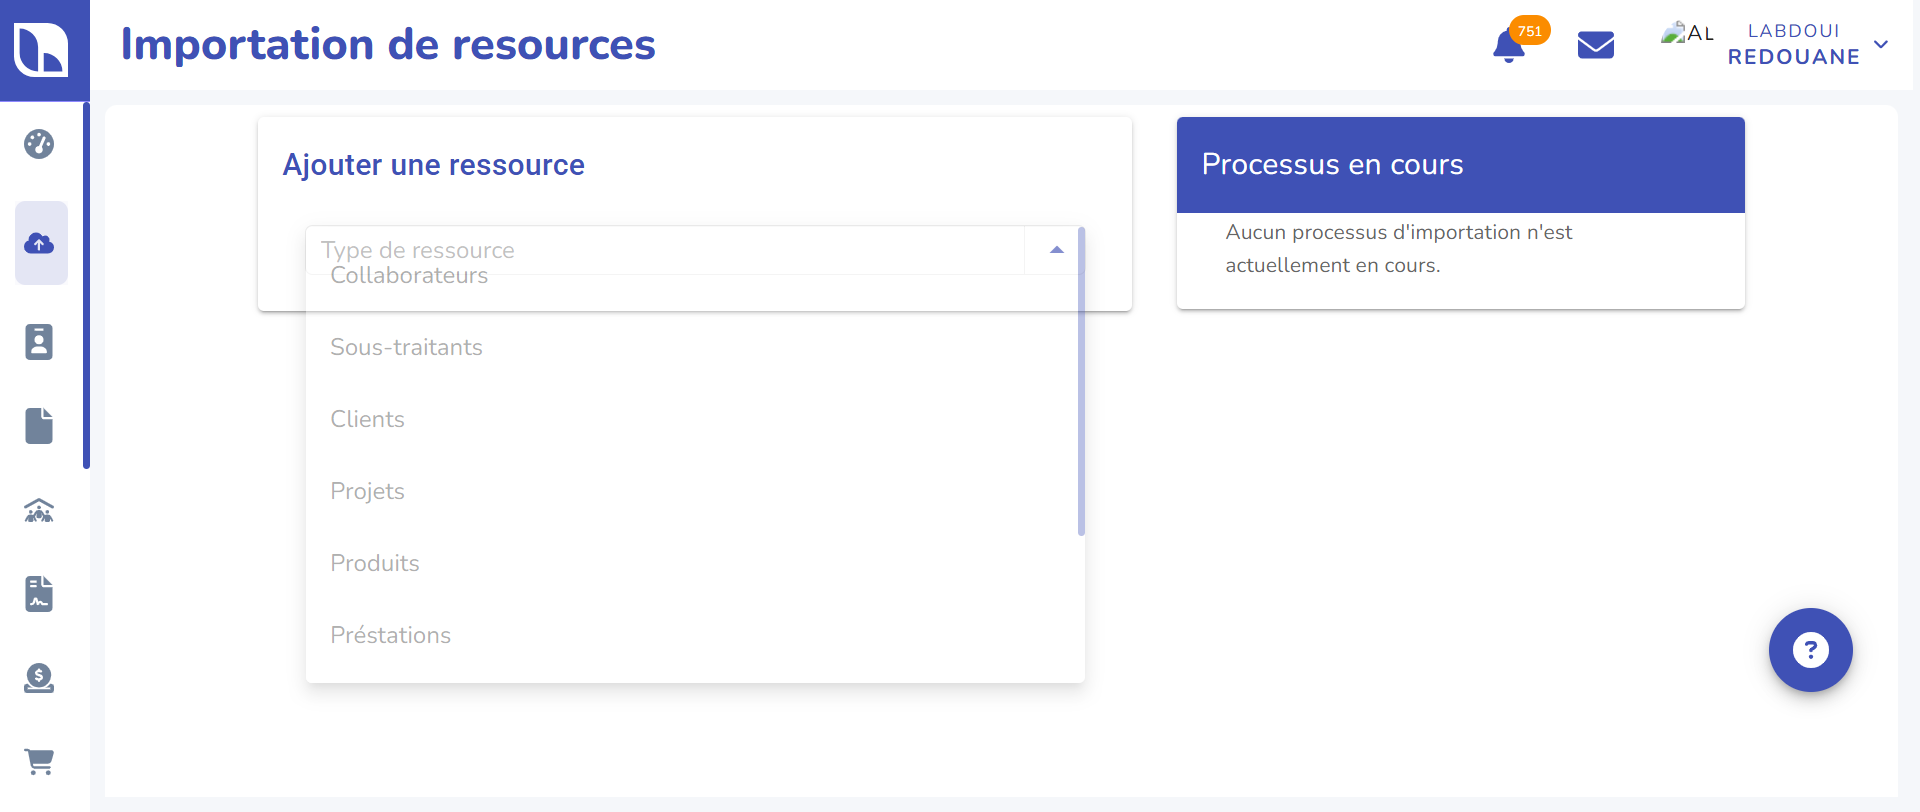 Importation de resources
751
AL
LABDOUI
REDOUANE
Ajouter une ressource
Type de ressource
Collaborateurs
Sous-traitants
Clients
Projets
Produits
Préstations
Processus en cours
Aucun processus d'importation n'est
actuellement en cours.
?